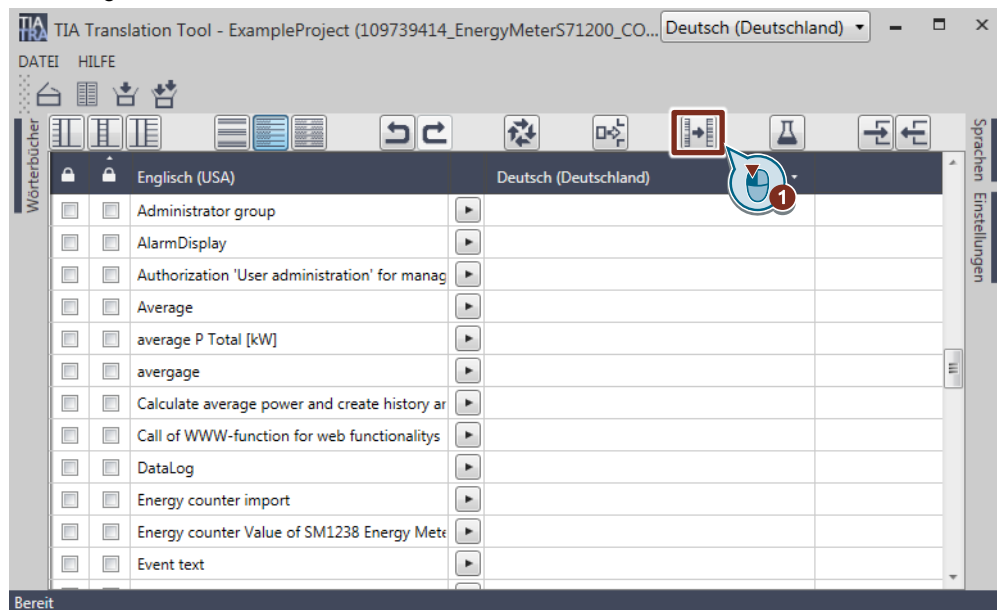 TIA TRA TIA Translation Tool - ExampleProject (109739414_EnergyMeterS71200_CO... Deutsch (Deutschland)
DATEI HILFE
Wörterbücher
Sprachen
Einstellungen
Englisch (USA) Deutsch (Deutschland)
1
Administrator group
AlarmDisplay
Authorization 'User administration' for manag
Average
average P Total [kW]
avergage
Calculate average power and create history ar
Call of WWW-function for web functionalitys
DataLog
Energy counter import
Energy counter Value of SM1238 Energy Mete
Event text
Bereit